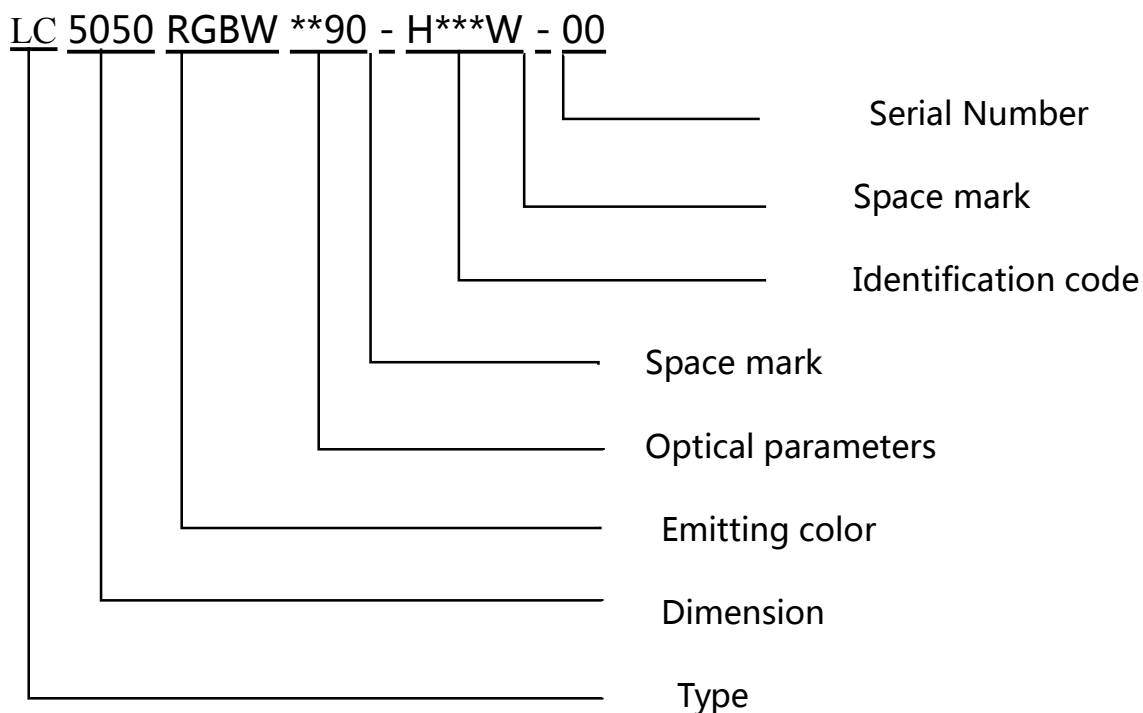 LC 5050 RGBW **90 - H***W - 00
Serial Number
Space mark
Identification code
Space mark
Optical parameters
Emitting color
Dimension
Type